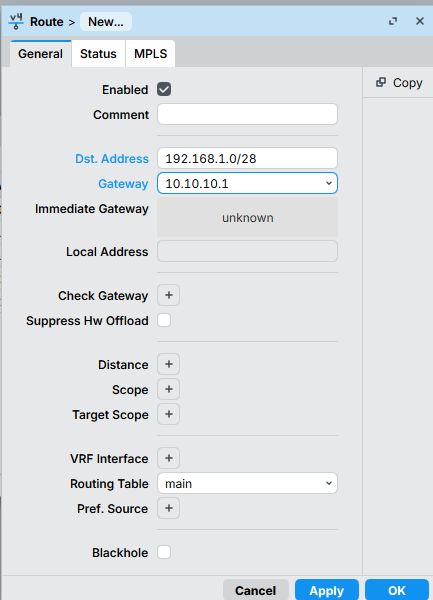 v4 Route > New...
General Status MPLS
Enabled
Copy
Comment
Dst. Address 192.168.1.0/28
Gateway 10.10.10.1
Immediate Gateway
unknown
Local Address
Check Gateway +
Suppress Hw Offload
Distance +
Scope +
Target Scope +
VRF Interface +
Routing Table main
Pref. Source +
Blackhole
Cancel Apply OK